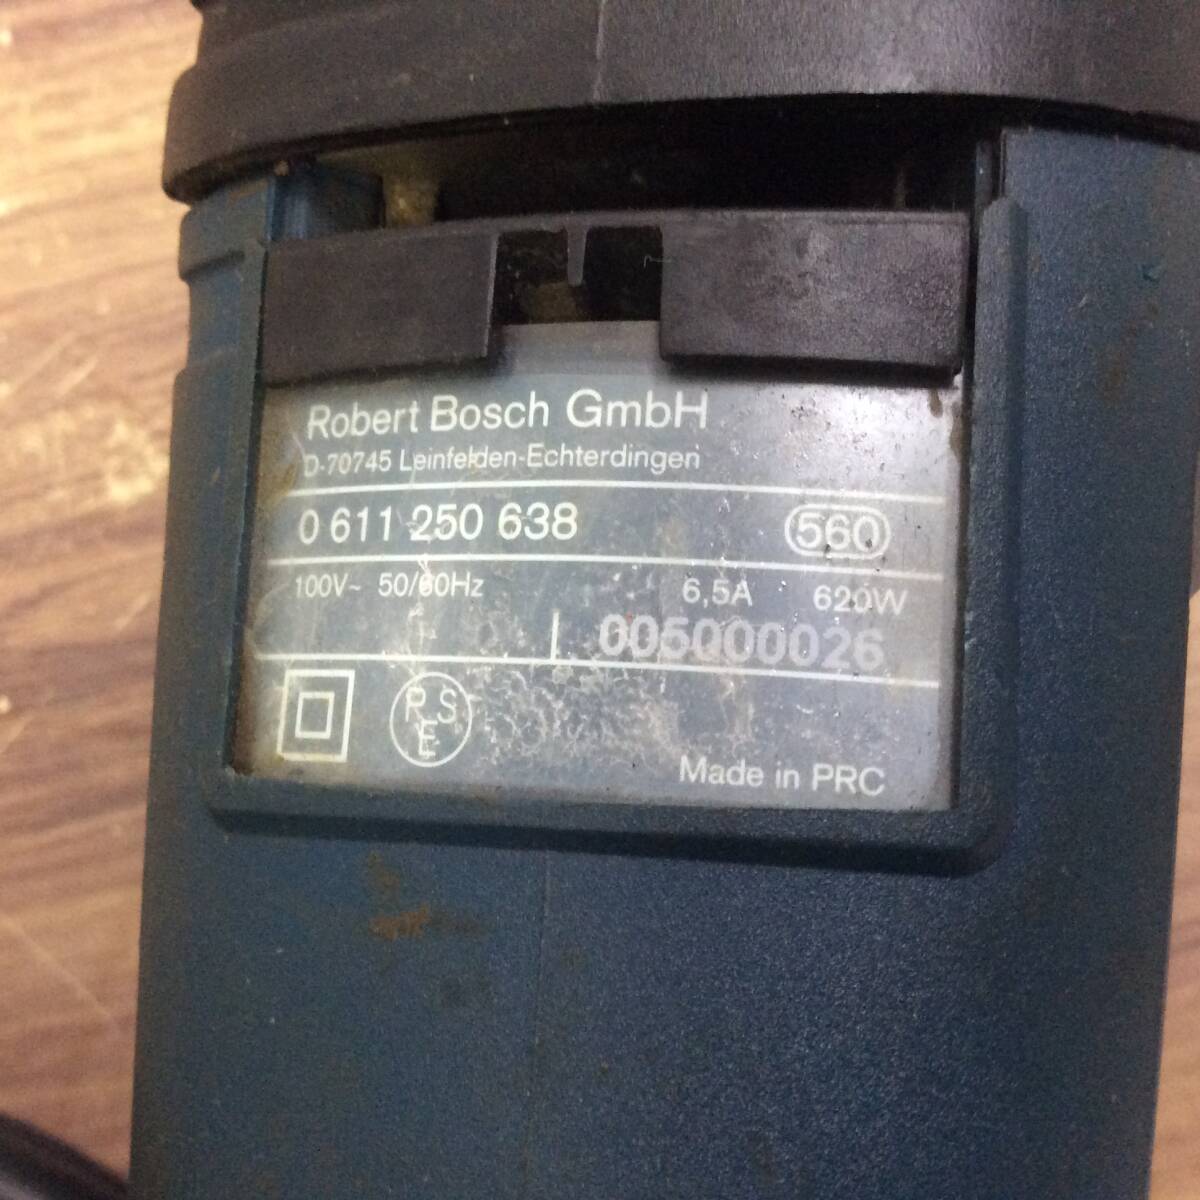 Robert Bosch GmbH
D-70745 Leinfelden-Echterdingen
0 611 250 638 560
100V~ 50/60Hz 6,5A 620W
005000026
PSE
Made in PRC